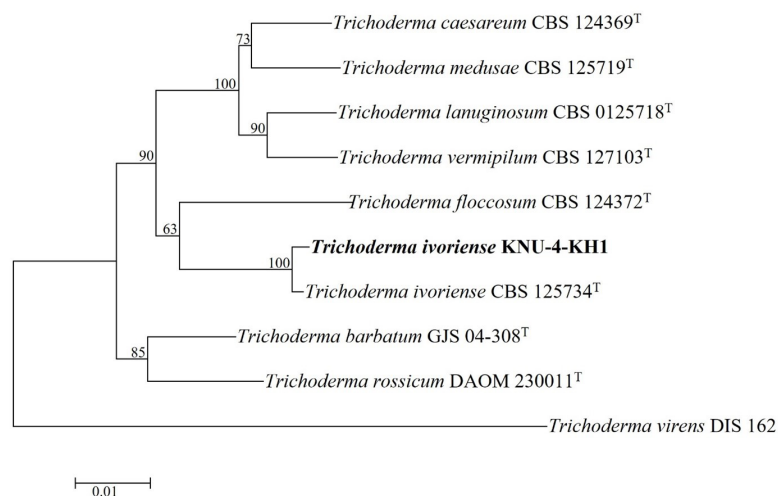 Trichoderma caesareum CBS 124369T
73
Trichoderma medusae CBS 125719T
100
Trichoderma lanuginosum CBS 0125718T
90
Trichoderma vermipilum CBS 127103T
90
Trichoderma floccosum CBS 124372T
63
Trichoderma ivoriense KNU-4-KH1
100
Trichoderma ivoriense CBS 125734T
Trichoderma barbatum GJS 04-308T
85
Trichoderma rossicum DAOM 230011T
Trichoderma virens DIS 162
0.01